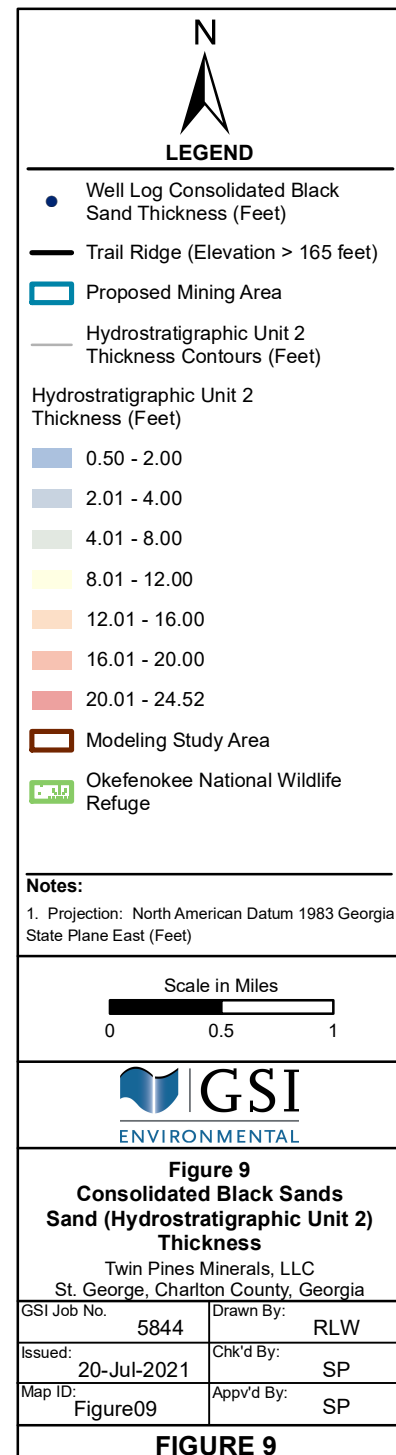 N
LEGEND
Well Log Consolidated Black
Sand Thickness (Feet)
Trail Ridge (Elevation > 165 feet)
Proposed Mining Area
Hydrostratigraphic Unit 2
Thickness Contours (Feet)
Hydrostratigraphic Unit 2
Thickness (Feet)
0.50 - 2.00
2.01 - 4.00
4.01 - 8.00
8.01 - 12.00
12.01 - 16.00
16.01 - 20.00
20.01 - 24.52
Modeling Study Area
Okefenokee National Wildlife
Refuge
Notes:
1. Projection: North American Datum 1983 Georgia
State Plane East (Feet)
Scale in Miles
0 0.5 1
GSI
ENVIRONMENTAL
Figure 9
Consolidated Black Sands
Sand (Hydrostratigraphic Unit 2)
Thickness
Twin Pines Minerals, LLC
St. George, Charlton County, Georgia
GSI Job No. 5844 Drawn By: RLW
Issued: 20-Jul-2021 Chk'd By: SP
Map ID: Figure09 Appv'd By: SP
FIGURE 9